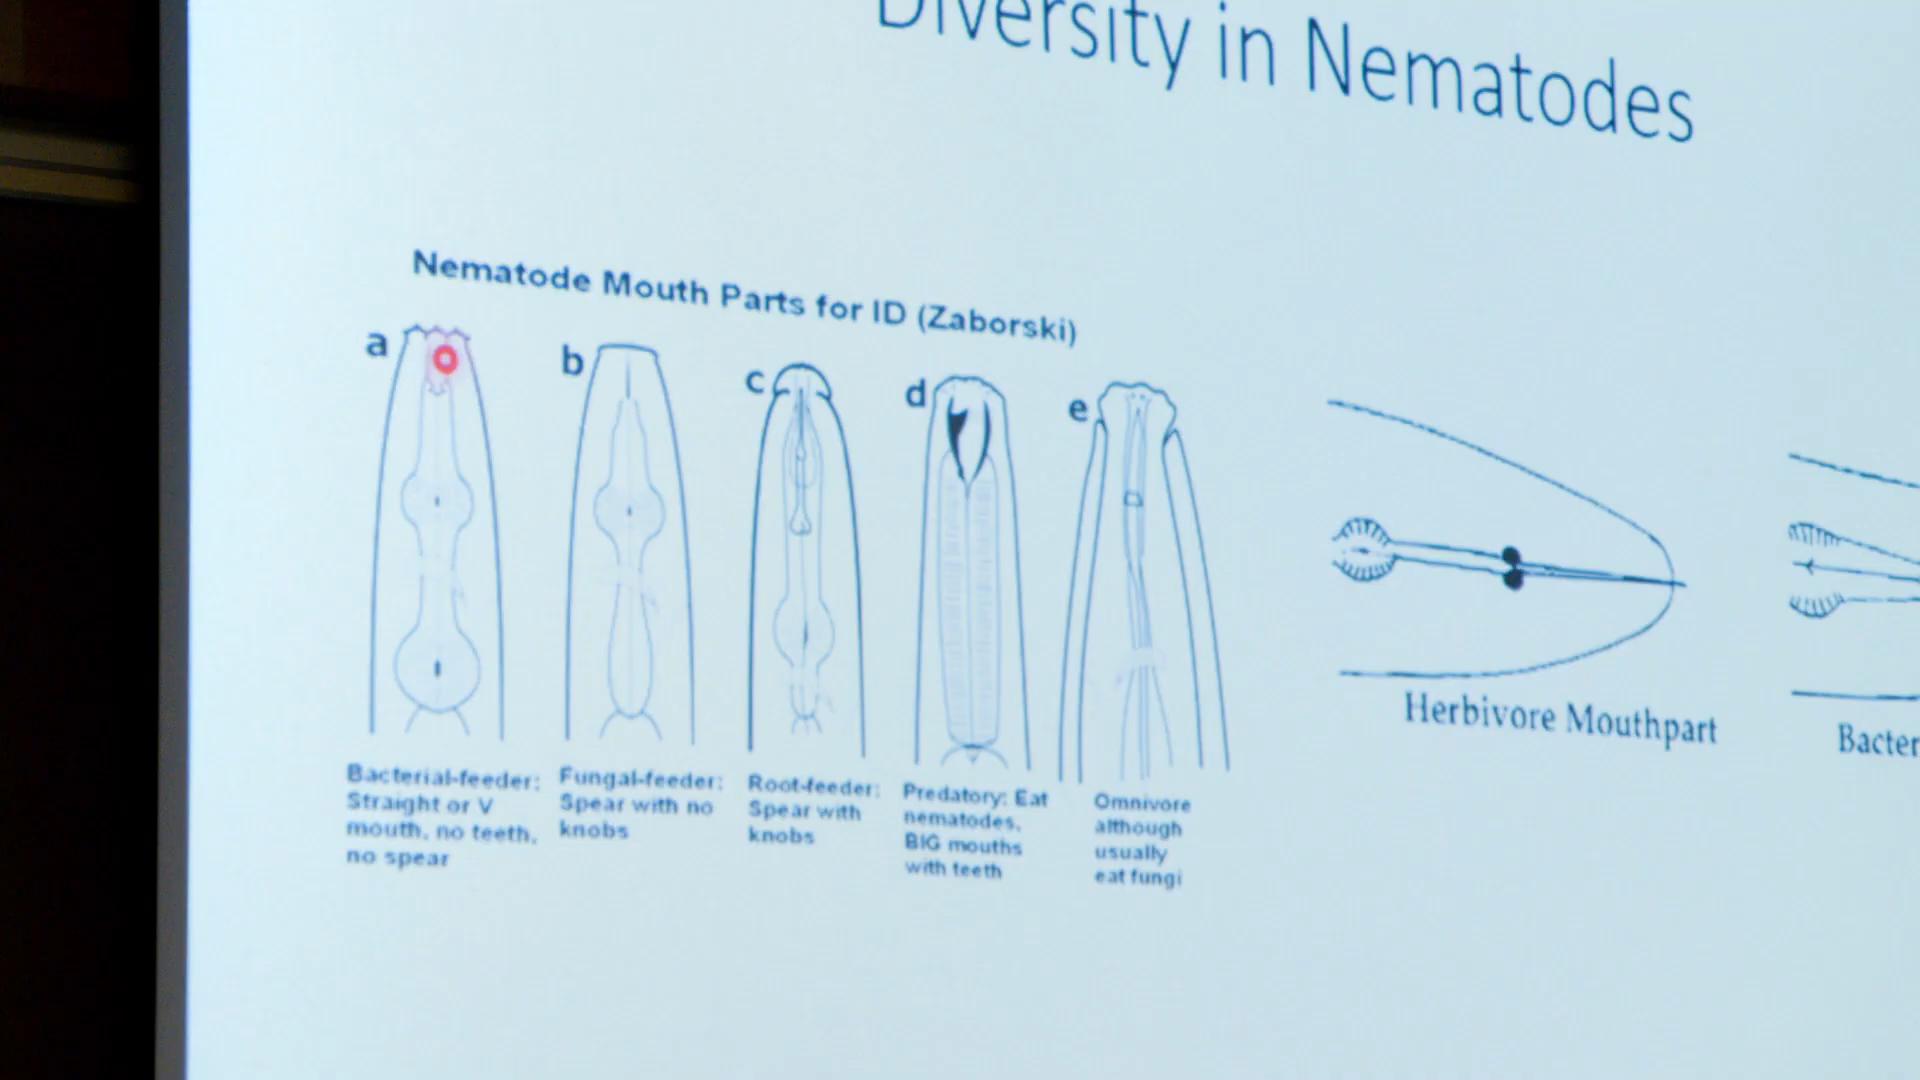 Diversity in Nematodes
Nematode Mouth Parts for ID (Zaborski)
a
b
c
d
e
Bacterial-feeder:
Straight or V
mouth, no teeth,
no spear
Fungal-feeder:
Spear with no
knobs
Root-feeder:
Spear with
knobs
Predatory: Eat
nematodes,
BIG mouths
with teeth
Omnivore
although
usually
eat fungi
Herbivore Mouthpart
Bacter